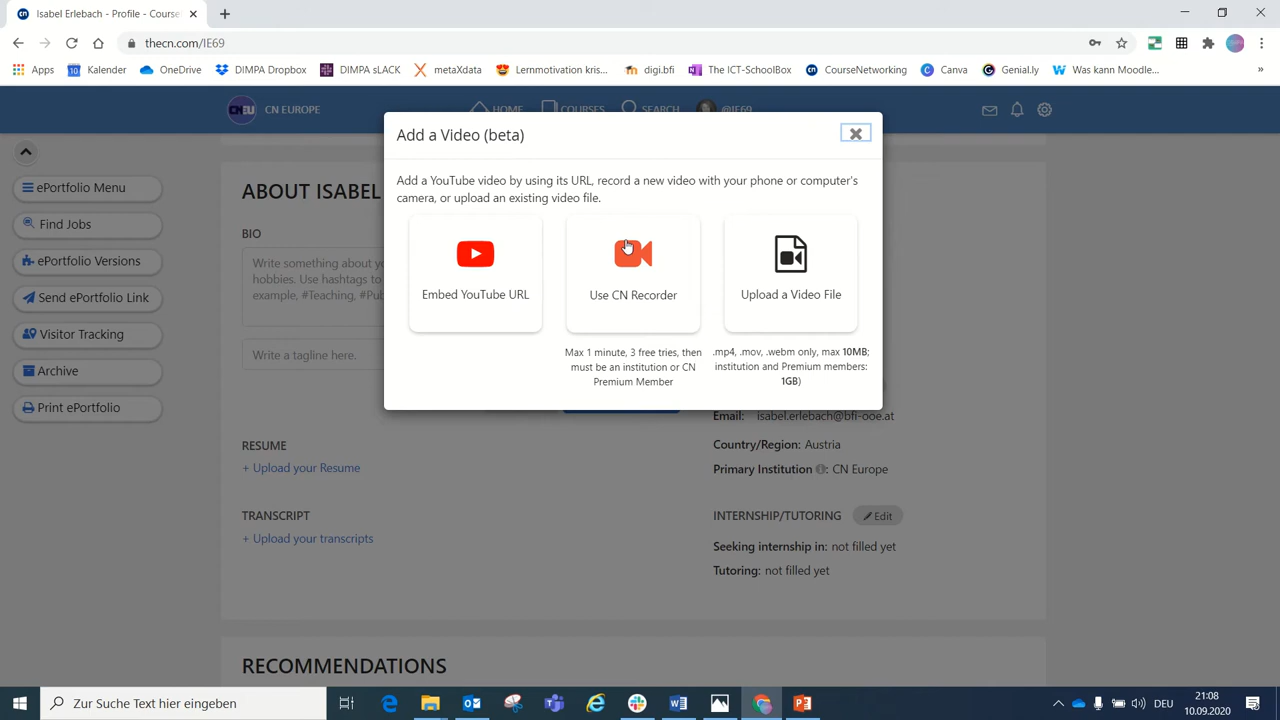 Isabel Erlebach - Profile - Course
thecn.com/IE69
Apps Kalender OneDrive DIMPA Dropbox DIMPA sLACK metaXdata Lernmotivation kris... digi.bfi The ICT-SchoolBox CourseNetworking Canva Genial.ly Was kann Moodle... »
CN EUROPE HOME COURSES SEARCH @IE69
Add a Video (beta)
Add a YouTube video by using its URL, record a new video with your phone or computer's
camera, or upload an existing video file.
Embed YouTube URL
Use CN Recorder
Upload a Video File
Max 1 minute, 3 free tries, then
must be an institution or CN
Premium Member
.mp4, .mov, .webm only, max 10MB;
institution and Premium members:
1GB)
ePortfolio Menu
Find Jobs
ePortfolio Versions
Send ePortfolio Link
Visitor Tracking
Archive
Print ePortfolio
ABOUT ISABEL
BIO
Write something about you
hobbies. Use hashtags to
example, #Teaching, #Pu
Write a tagline here.
RESUME
+ Upload your Resume
TRANSCRIPT
+ Upload your transcripts
Email: isabel.erlebach@bfi-ooe.at
Country/Region: Austria
Primary Institution : CN Europe
INTERNSHIP/TUTORING Edit
Seeking internship in: not filled yet
Tutoring: not filled yet
RECOMMENDATIONS
Zur Suche Text hier eingeben
DEU
21:08
10.09.2020